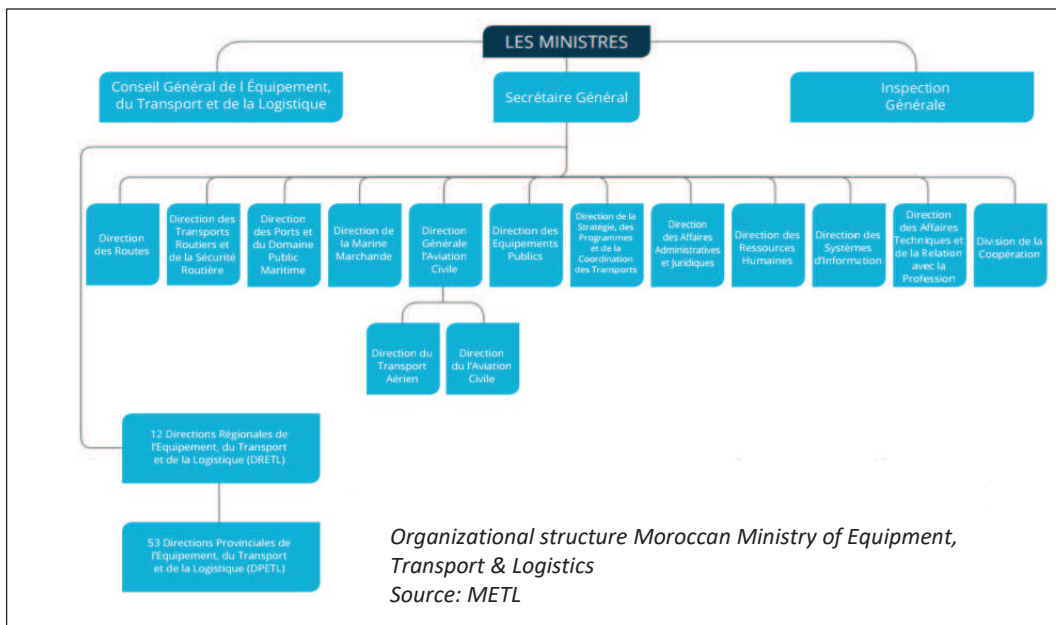 LES MINISTRES
Conseil Général de l Équipement,
du Transport et de la Logistique
Secrétaire Général
Inspection
Générale
Direction
des Routes
Direction des
Transports
Routiers et
de la Sécurité
Routière
Direction
des Ports et
du Domaine
Public
Maritime
Direction
de la Marine
Marchande
Direction
Générale
l'Aviation
Civile
Direction
des Equipements
Publics
Direction de la
Stratégie, des
Programmes
et de la
Coordination
des Transports
Direction
des Affaires
Administratives
et Juridiques
Direction des
Ressources
Humaines
Direction des
Systèmes
d'Information
Direction
des Affaires
Techniques et
de la Relation
avec la
Profession
Division de la
Coopération
Direction du
Transport
Aérien
Direction
du l'Aviation
Civile
12 Directions Régionales de
l'Equipement, du Transport
et de la Logistique (DRETL)
53 Directions Provinciales de
l'Equipement, du Transport
et de la Logistique (DPETL)
Organizational structure Moroccan Ministry of Equipment,
Transport & Logistics
Source: METL